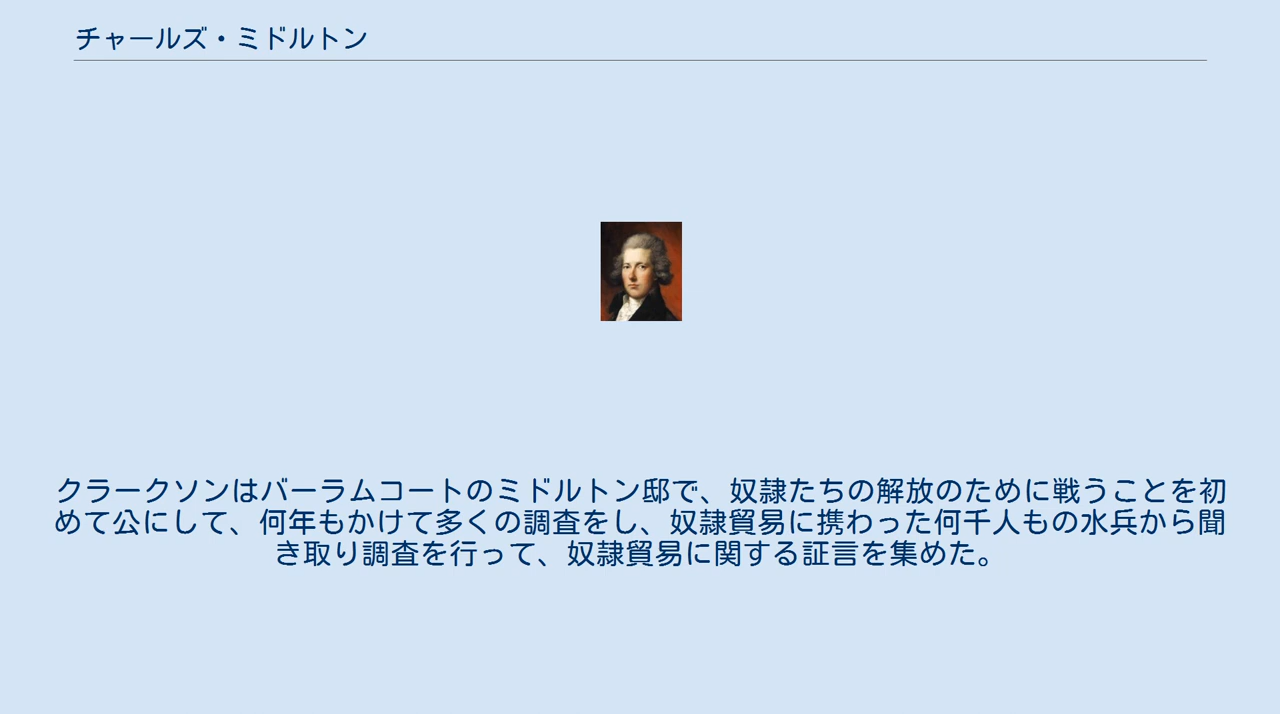 チャールズ・ミドルトン
クラークソンはバーラムコートのミドルトン邸で、奴隷たちの解放のために戦うことを初
めて公にして、何年もかけて多くの調査をし、奴隷貿易に携わった何千人もの水兵から聞
き取り調査を行って、奴隷貿易に関する証言を集めた。